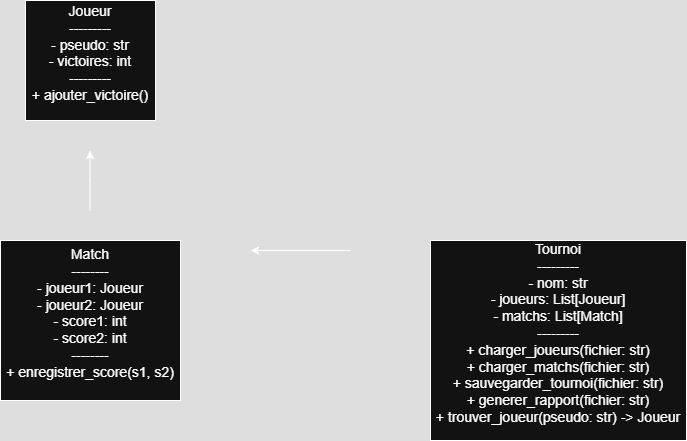 Joueur
---------
- pseudo: str
- victoires: int
---------
+ ajouter_victoire()
Match
--------
- joueur1: Joueur
- joueur2: Joueur
- score1: int
- score2: int
--------
+ enregistrer_score(s1, s2)
Tournoi
---------
- nom: str
- joueurs: List[Joueur]
- matchs: List[Match]
---------
+ charger_joueurs(fichier: str)
+ charger_matchs(fichier: str)
+ sauvegarder_tournoi(fichier: str)
+ generer_rapport(fichier: str)
+ trouver_joueur(pseudo: str) -> Joueur